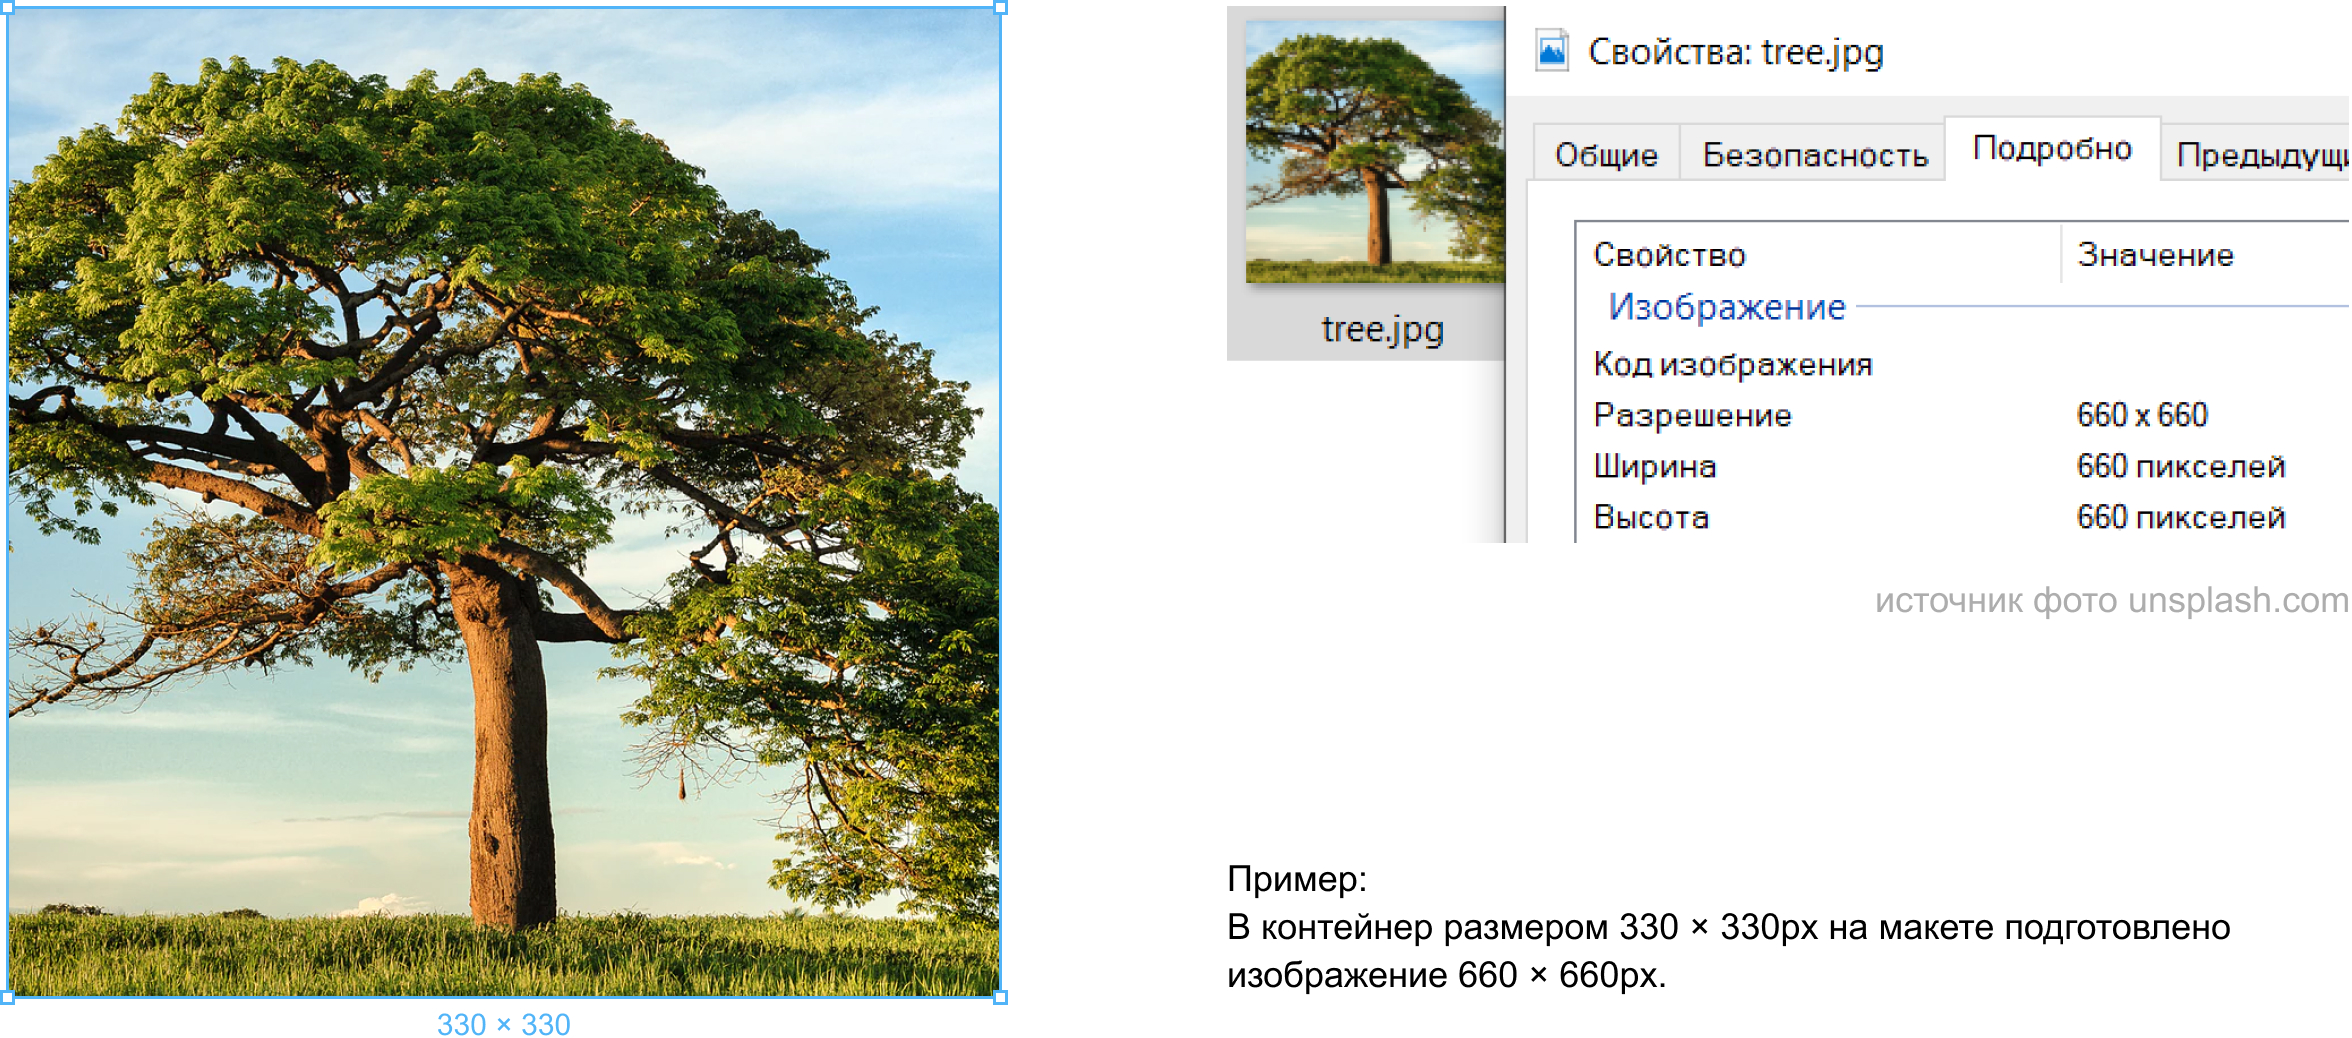 330 × 330
tree.jpg
Свойства: tree.jpg
Общие Безопасность Подробно
Свойство Значение
Изображение
Код изображения
Разрешение 660 x 660
Ширина 660 пикселей
Высота 660 пикселей
источник фото unsplash.com
Пример:
В контейнер размером 330 × 330px на макете подготовлено
изображение 660 × 660px.